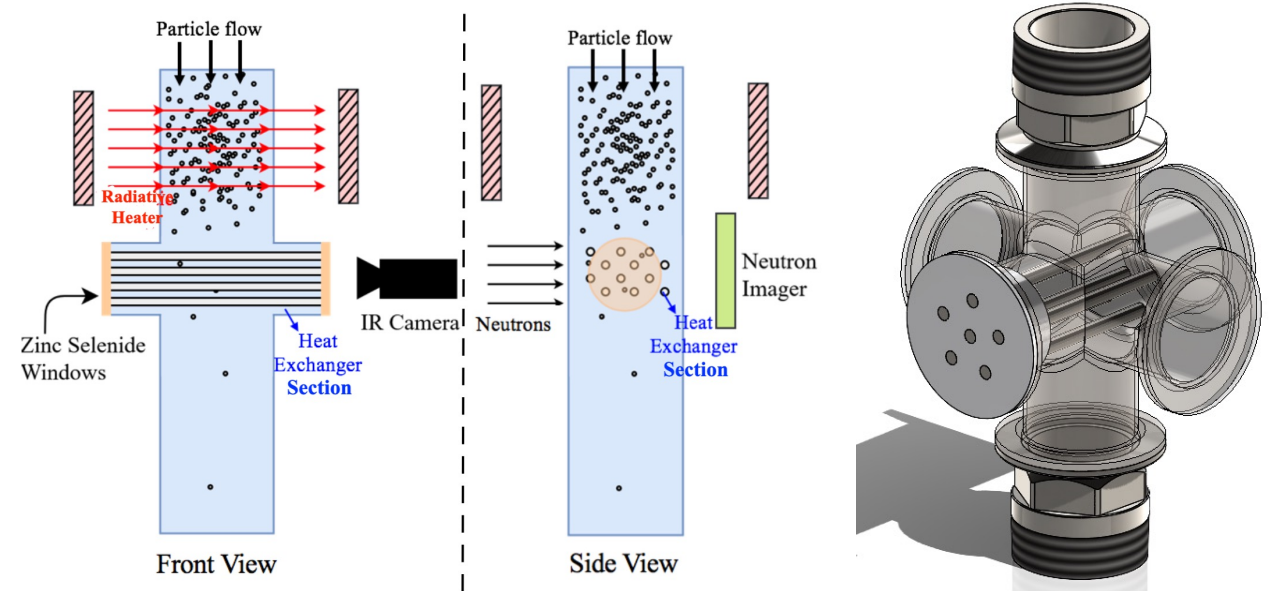 Particle flow
Radiative
Heater
Zinc Selenide
Windows
Heat
Exchanger
Section
IR Camera
Front View
Particle flow
Neutrons
Neutron
Imager
Heat
Exchanger
Section
Side View